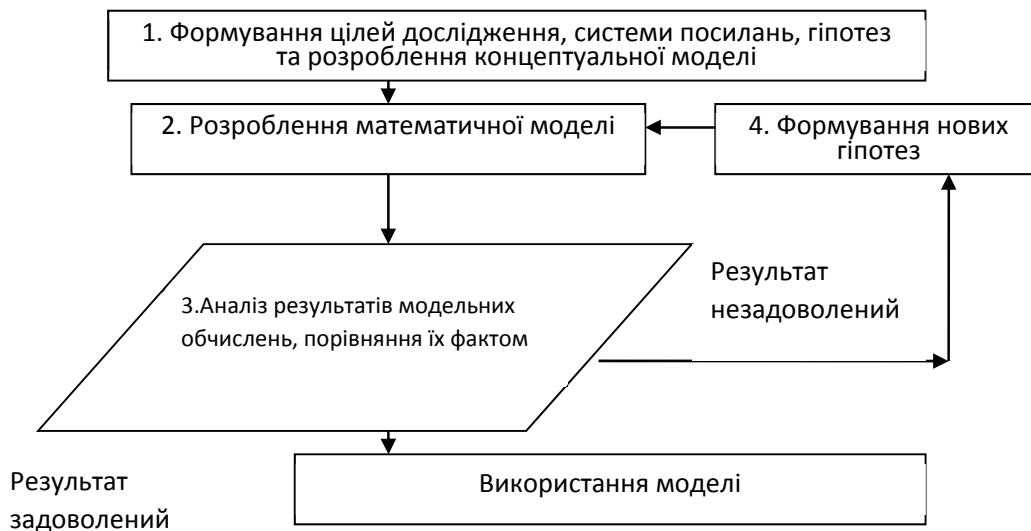 1. Формування цілей дослідження, системи посилань, гіпотез
та розроблення концептуальної моделі
2. Розроблення математичної моделі
4. Формування нових
гіпотез
Результат
незадоволений
3.Аналіз результатів модельних
обчислень, порівняння їх фактом
Результат
задоволений
Використання моделі